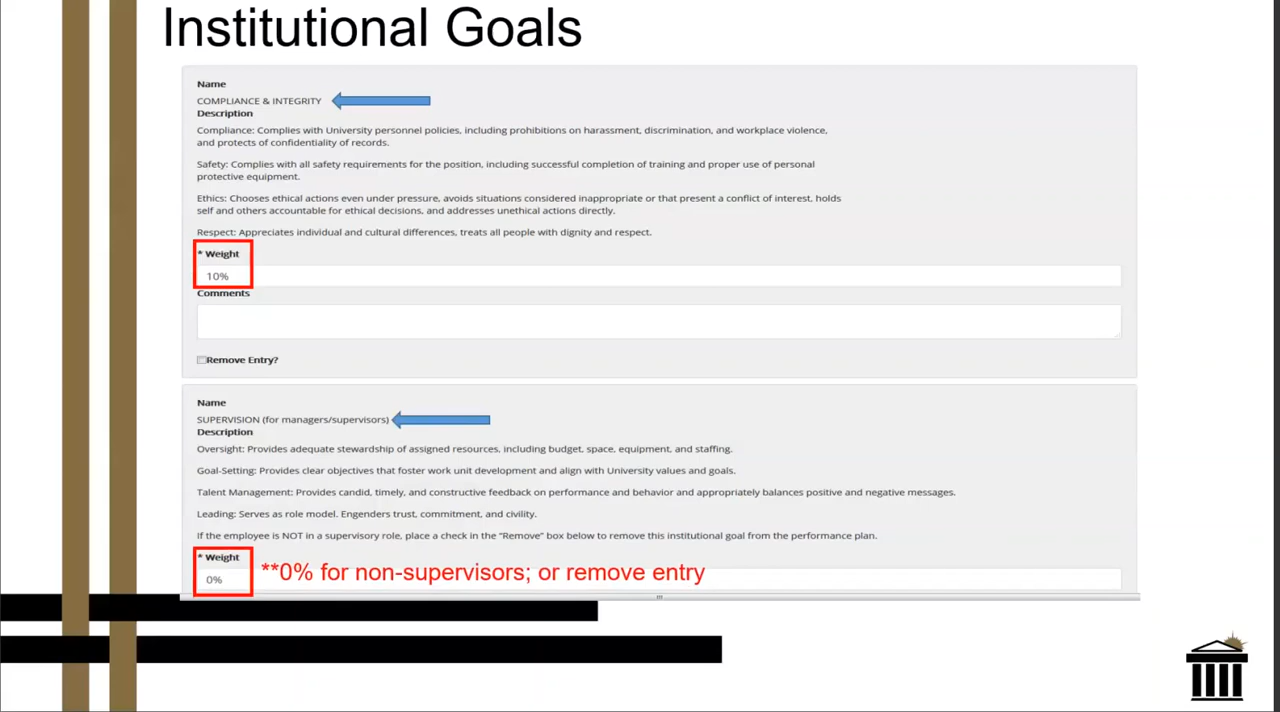 Institutional Goals
Name
COMPLIANCE & INTEGRITY
Description
Compliance: Complies with University personnel policies, including prohibitions on harassment, discrimination, and workplace violence,
and protects of confidentiality of records.
Safety: Complies with all safety requirements for the position, including successful completion of training and proper use of personal
protective equipment.
Ethics: Chooses ethical actions even under pressure, avoids situations considered inappropriate or that present a conflict of interest, holds
self and others accountable for ethical decisions, and addresses unethical actions directly.
Respect: Appreciates individual and cultural differences, treats all people with dignity and respect.
* Weight
10%
Comments
Remove Entry?
Name
SUPERVISION (for managers/supervisors)
Description
Oversight: Provides adequate stewardship of assigned resources, including budget, space, equipment, and staffing.
Goal-Setting: Provides clear objectives that foster work unit development and align with University values and goals.
Talent Management: Provides candid, timely, and constructive feedback on performance and behavior and appropriately balances positive and negative messages.
Leading: Serves as role model. Engenders trust, commitment, and civility.
If the employee is NOT in a supervisory role, place a check in the "Remove" box below to remove this institutional goal from the performance plan.
* Weight
**0% for non-supervisors; or remove entry
0%